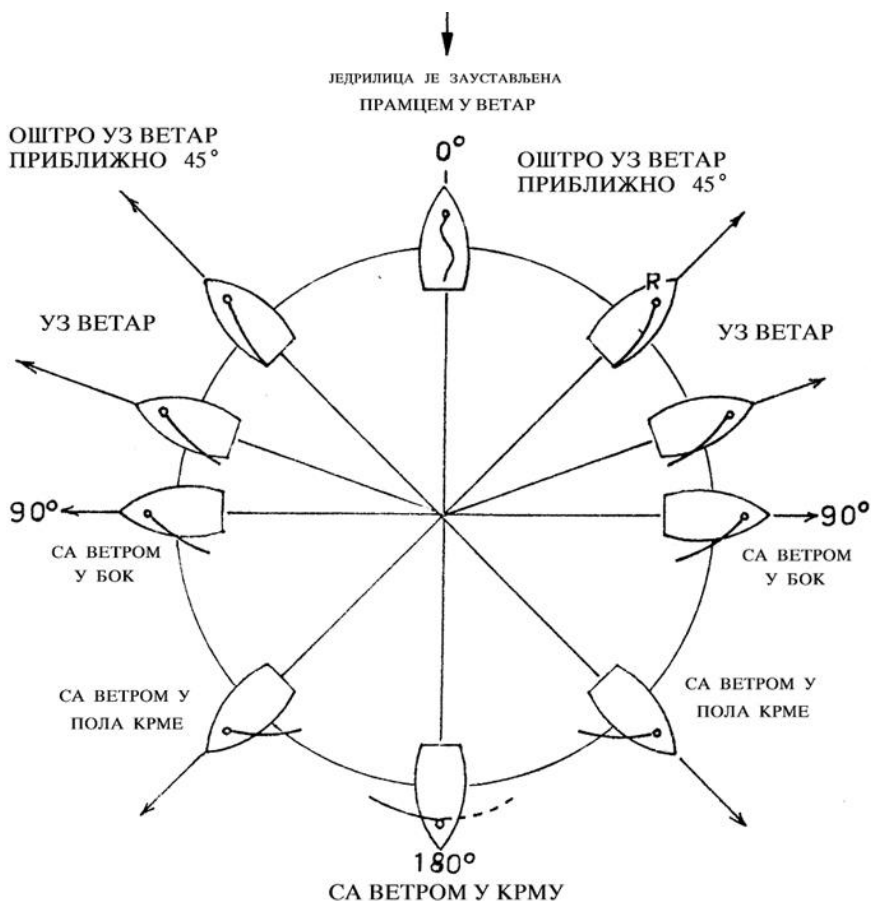 ЈЕДРИЛИЦА ЈЕ ЗАУСТАВЉЕНА
ПРАМЦЕМ У ВЕТАР
0°
ОШТРО УЗ ВЕТАР
ПРИБЛИЖНО 45°
ОШТРО УЗ ВЕТАР
ПРИБЛИЖНО 45°
R
УЗ ВЕТАР
УЗ ВЕТАР
90°
90°
СА ВЕТРОМ
У БОК
СА ВЕТРОМ
У БОК
СА ВЕТРОМ У
ПОЛА КРМЕ
СА ВЕТРОМ У
ПОЛА КРМЕ
180°
СА ВЕТРОМ У КРМУ